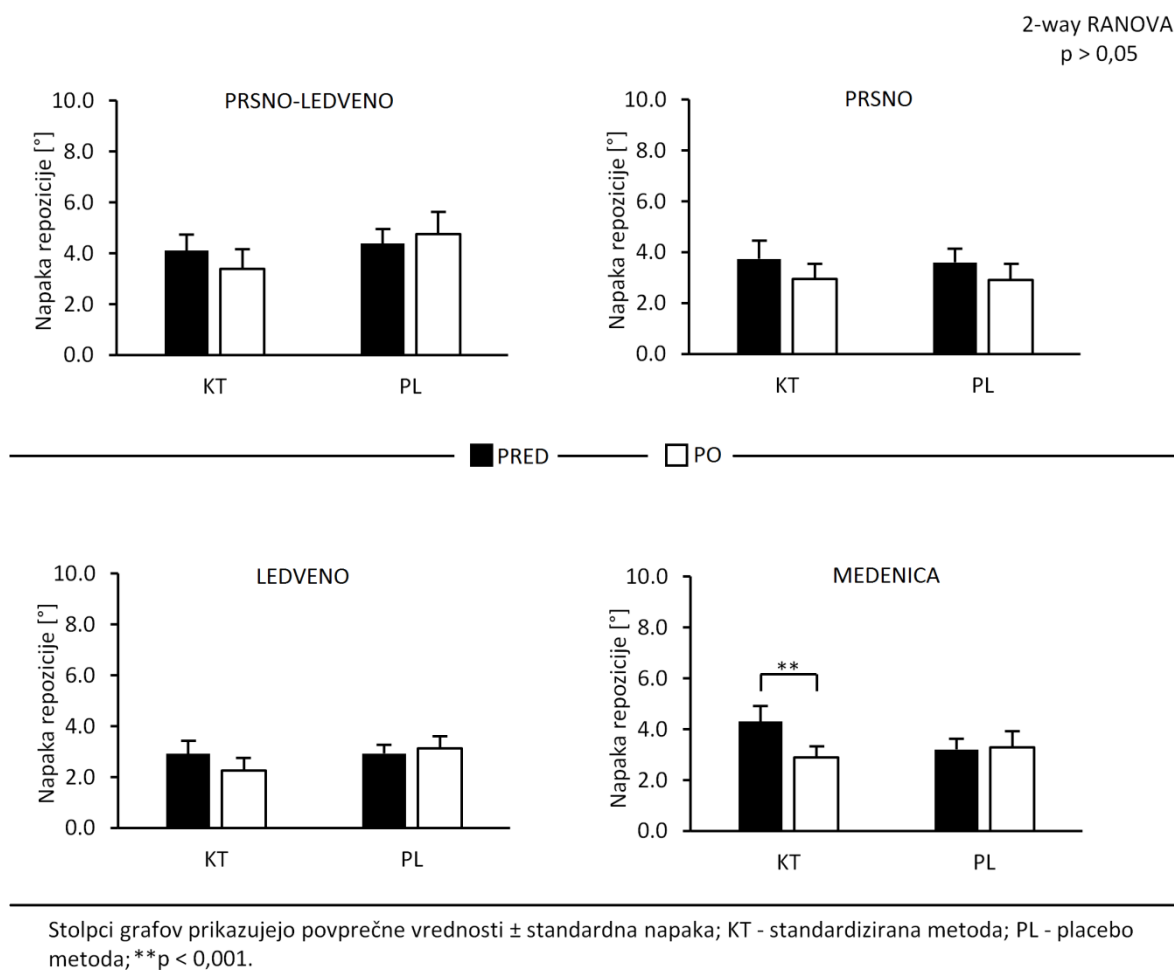 2-way RANOVA
p > 0,05
PRSNO-LEDVENO
Napaka repozicije [°]
10.0
8.0
6.0
4.0
2.0
0.0
KT PL
PRSNO
Napaka repozicije [°]
10.0
8.0
6.0
4.0
2.0
0.0
KT PL
PRED PO
LEDVENO
Napaka repozicije [°]
10.0
8.0
6.0
4.0
2.0
0.0
KT PL
MEDENICA
Napaka repozicije [°]
10.0
8.0
6.0
4.0
2.0
0.0
**
KT PL
Stolpci grafov prikazujejo povprečne vrednosti ± standardna napaka; KT - standardizirana metoda; PL - placebo
metoda; **p < 0,001.